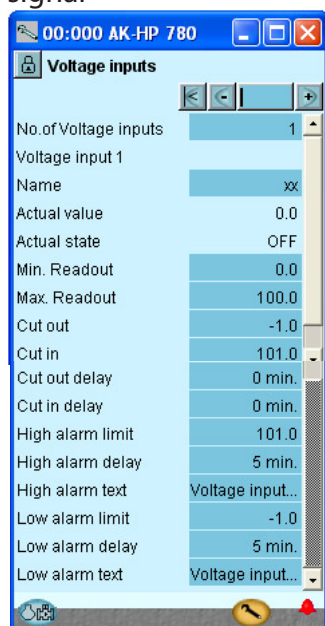 signal
00:000 AK-HP 780
Voltage inputs
No.of Voltage inputs 1
Voltage input 1
Name xx
Actual value 0.0
Actual state OFF
Min. Readout 0.0
Max. Readout 100.0
Cut out -1.0
Cut in 101.0
Cut out delay 0 min.
Cut in delay 0 min.
High alarm limit 101.0
High alarm delay 5 min.
High alarm text Voltage input...
Low alarm limit -1.0
Low alarm delay 5 min.
Low alarm text Voltage input...